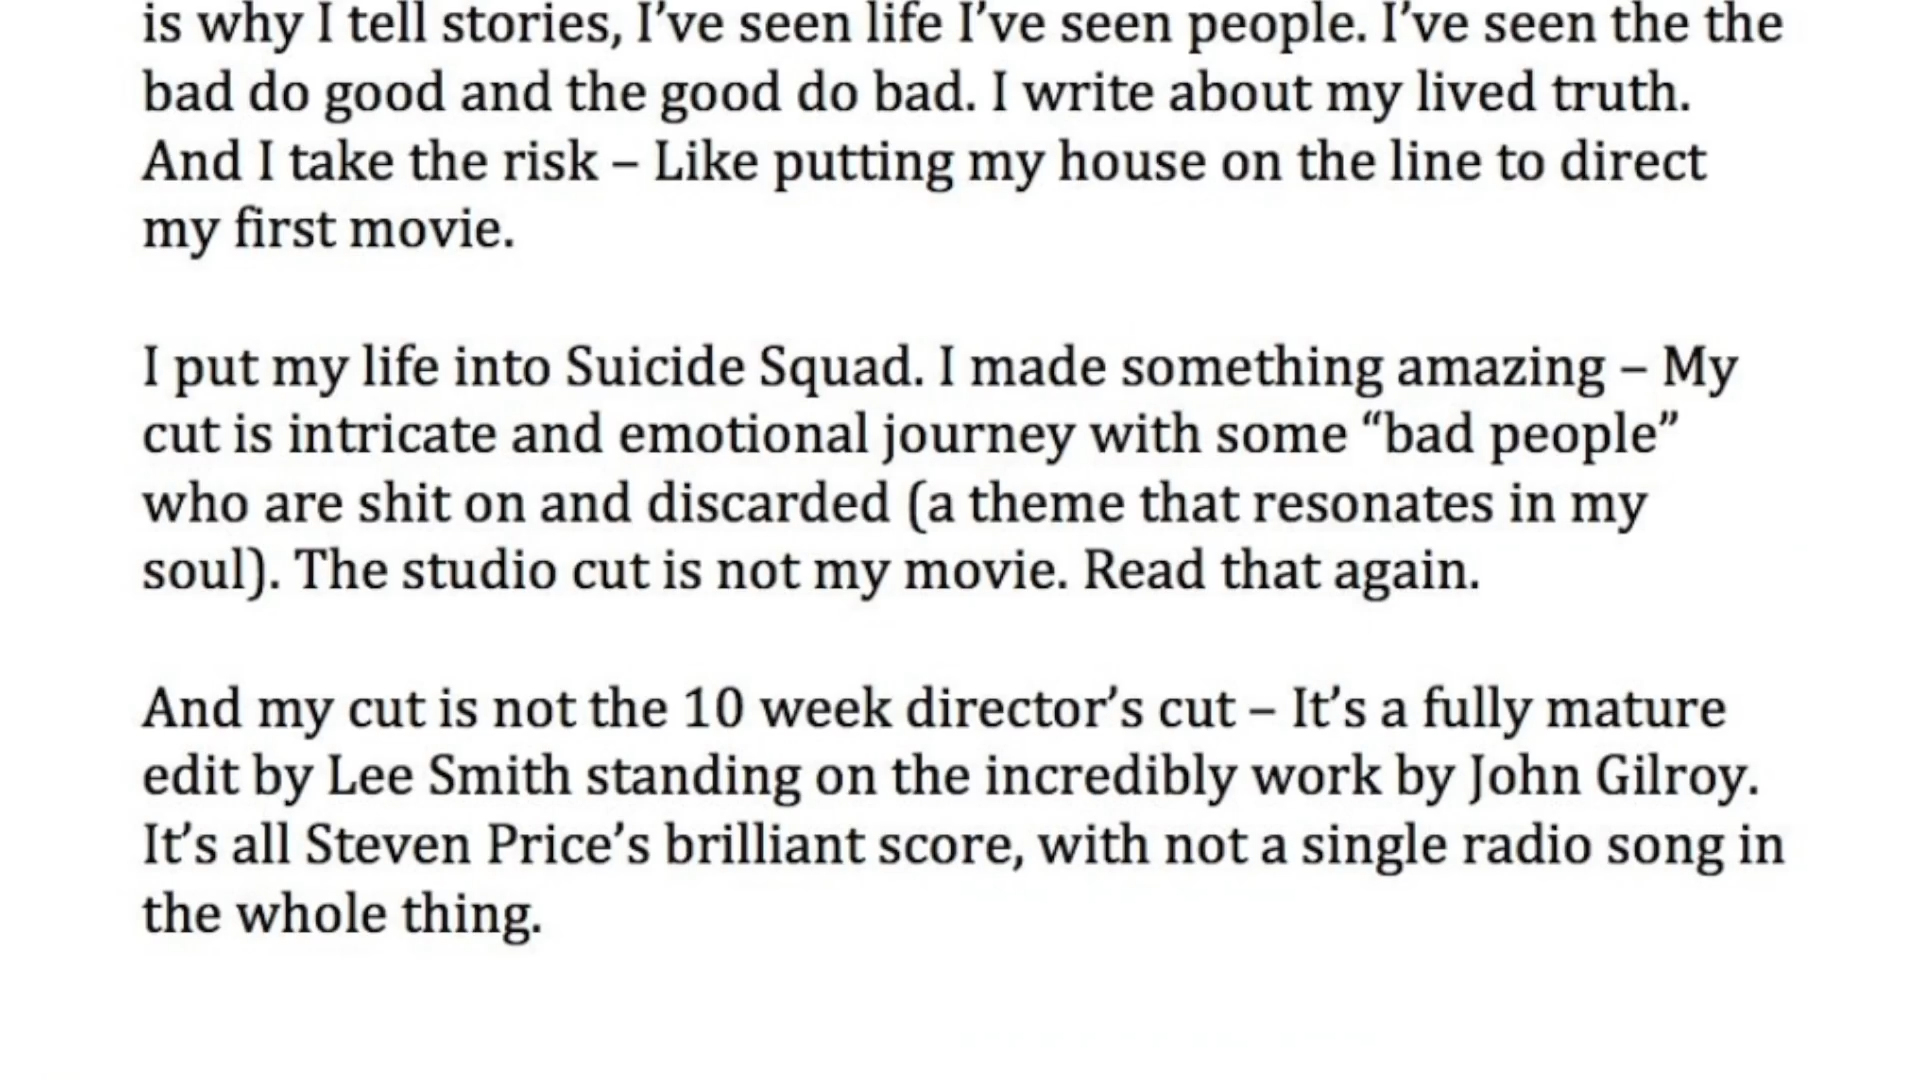 is why I tell stories, I’ve seen life I’ve seen people. I’ve seen the the
bad do good and the good do bad. I write about my lived truth.
And I take the risk – Like putting my house on the line to direct
my first movie.
I put my life into Suicide Squad. I made something amazing – My
cut is intricate and emotional journey with some “bad people”
who are shit on and discarded (a theme that resonates in my
soul). The studio cut is not my movie. Read that again.
And my cut is not the 10 week director’s cut – It’s a fully mature
edit by Lee Smith standing on the incredibly work by John Gilroy.
It’s all Steven Price’s brilliant score, with not a single radio song in
the whole thing.